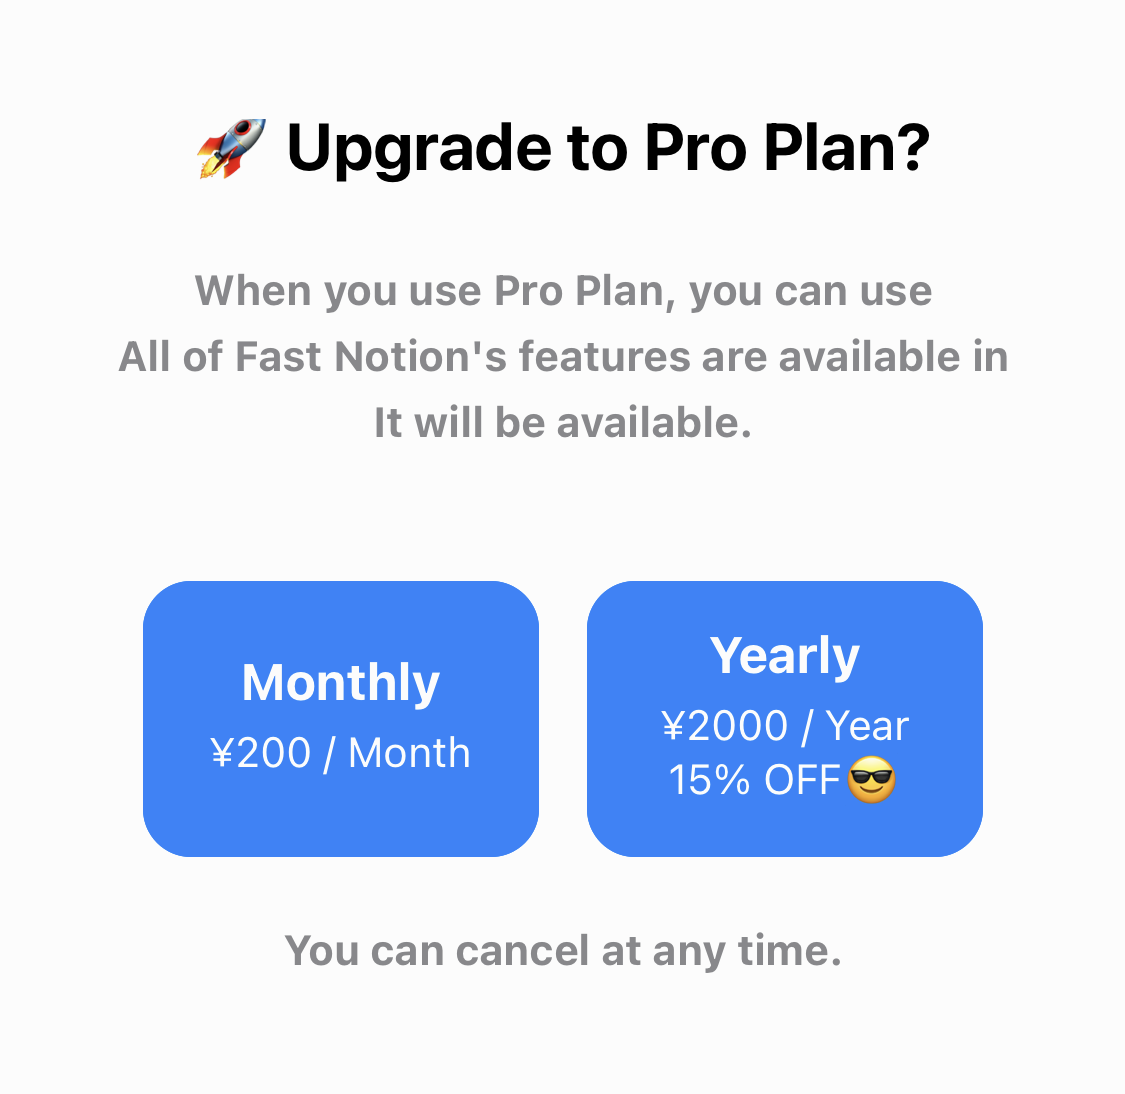 🚀 Upgrade to Pro Plan?
When you use Pro Plan, you can use
All of Fast Notion's features are available in
It will be available.
Monthly
¥200 / Month
Yearly
¥2000 / Year
15% OFF😎
You can cancel at any time.